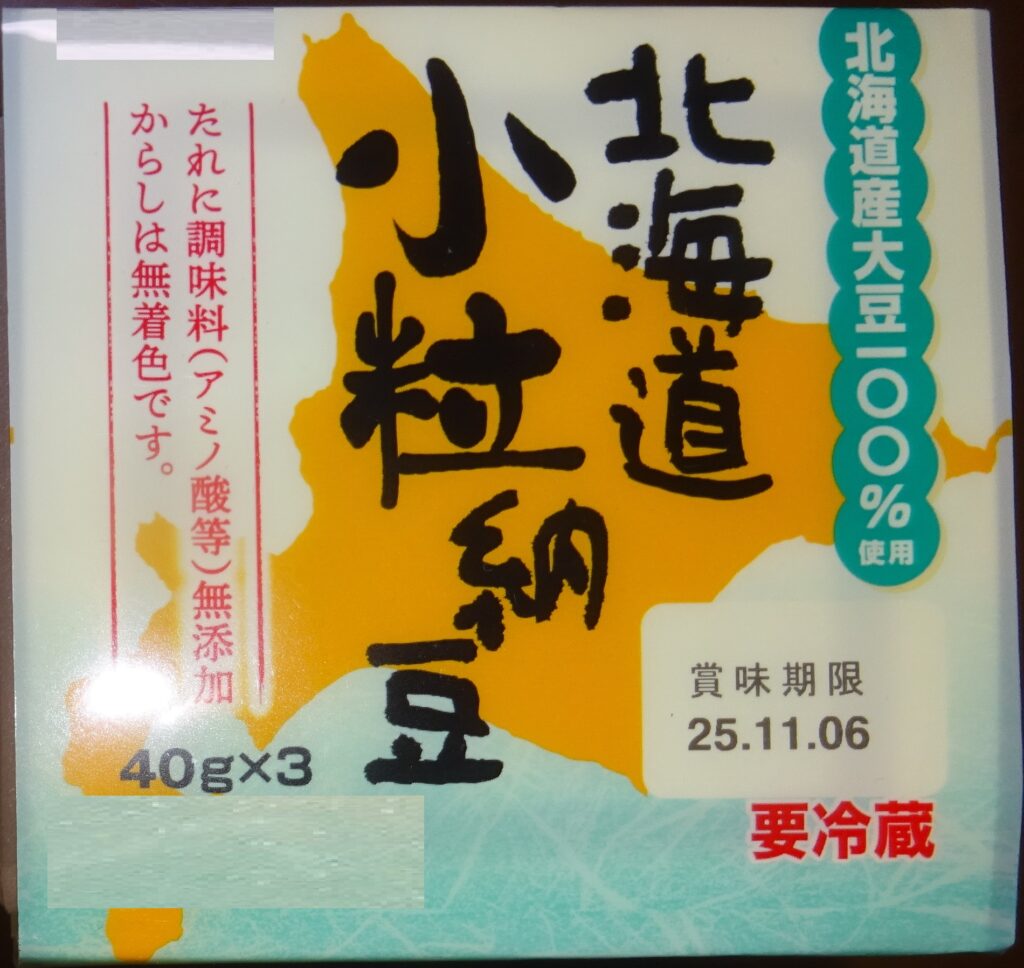 北海道産大豆一〇〇%使用
北海道
小粒
納豆
たれに調味料(アミノ酸等)無添加
からしは無着色です。
賞味期限
25.11.06
40g×3
要冷蔵